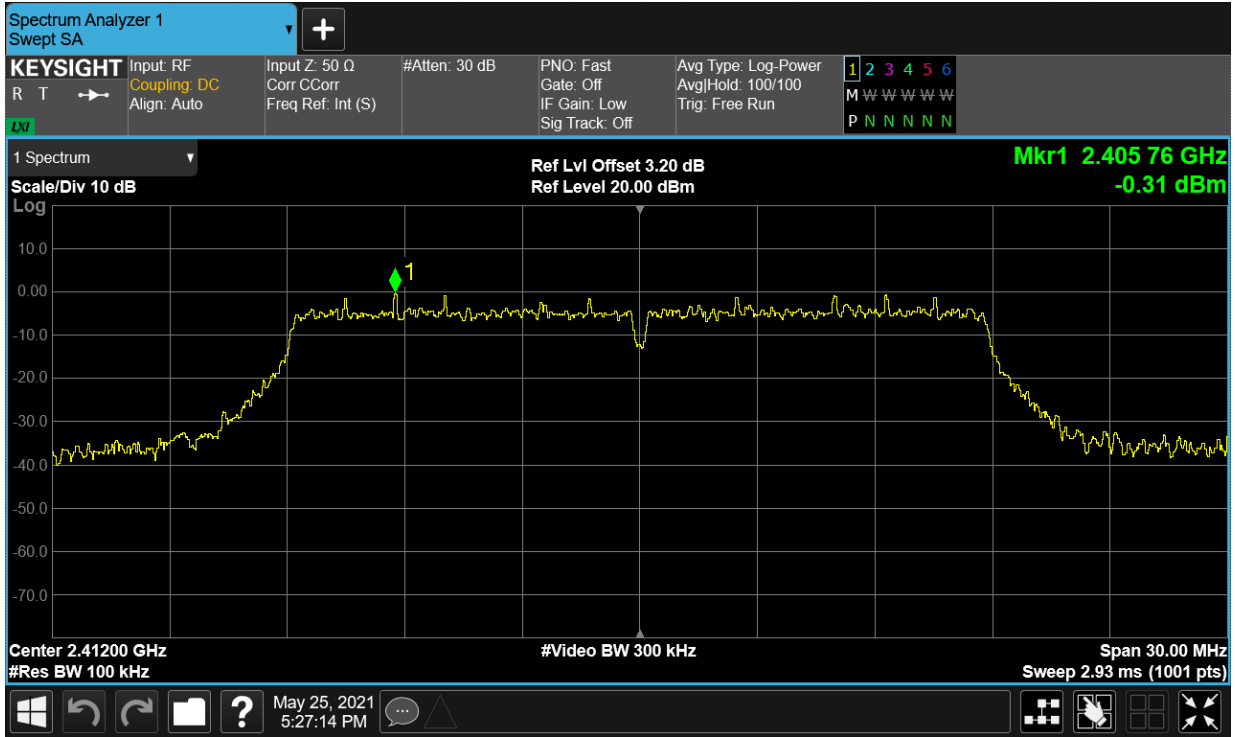 Spectrum Analyzer 1
Swept SA
KEYSIGHT
R T
LXI
Input: RF
Coupling: DC
Align: Auto
Input Z: 50 Ω
Corr CCorr
Freq Ref: Int (S)
#Atten: 30 dB
PNO: Fast
Gate: Off
IF Gain: Low
Sig Track: Off
Avg Type: Log-Power
Avg|Hold: 100/100
Trig: Free Run
1 2 3 4 5 6
M W W W W W
P N N N N N
1 Spectrum
Scale/Div 10 dB
Log
Ref Lvl Offset 3.20 dB
Ref Level 20.00 dBm
Mkr1 2.405 76 GHz
-0.31 dBm
1
10.0
0.00
-10.0
-20.0
-30.0
-40.0
-50.0
-60.0
-70.0
Center 2.41200 GHz
#Video BW 300 kHz
Span 30.00 MHz
#Res BW 100 kHz
Sweep 2.93 ms (1001 pts)
?
May 25, 2021
5:27:14 PM